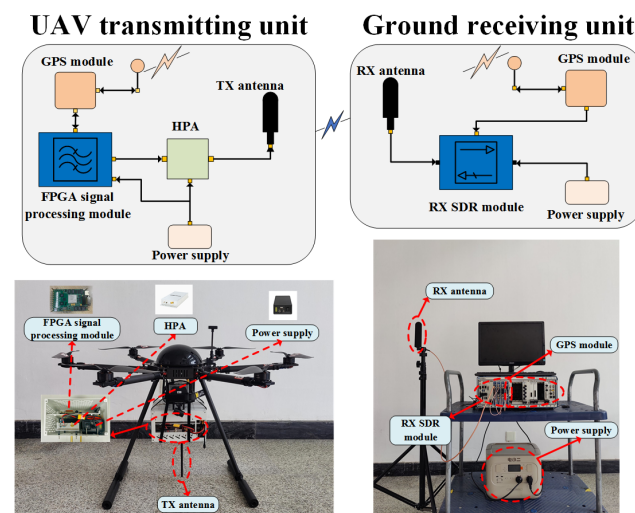 UAV transmitting unit
Ground receiving unit
GPS module
TX antenna
HPA
FPGA signal
processing module
Power supply
RX antenna
GPS module
RX SDR module
Power supply
FPGA signal
processing module
HPA
Power supply
TX antenna
RX antenna
GPS module
RX SDR
module
Power supply